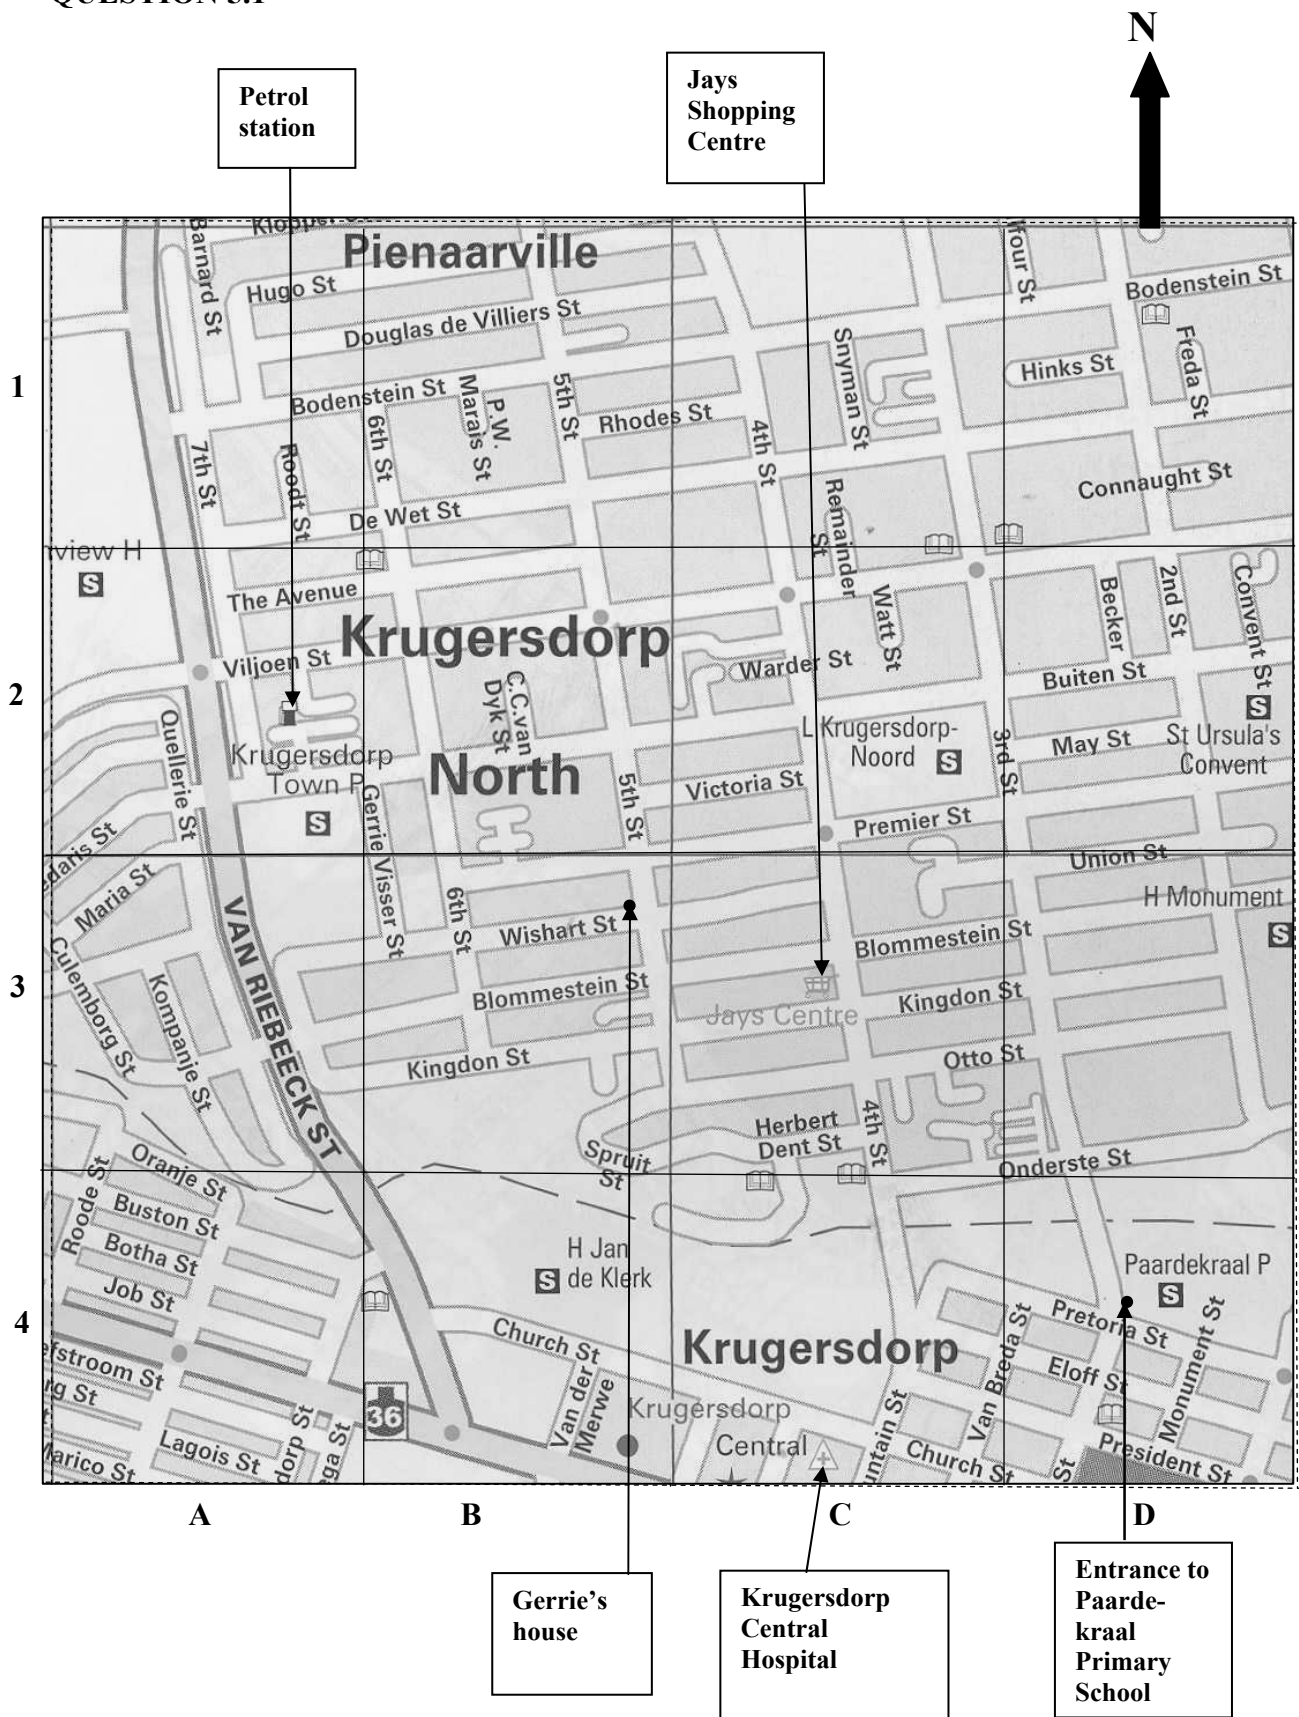 QUESTION 3.1
N
Petrol
station
Jays
Shopping
Centre
Barnard St
Pienaarville
Hugo St
Bodenstein St
Douglas de Villiers St
Snyman St
Freda St
Hinks St
1
Bodenstein St
P.W.
Marais St
5th St
Rhodes St
6th St
4th St
7th St
Roodt St
De Wet St
Connaught St
Remainder
St
The Avenue
Becker
2nd St
Convent St
Krugersdorp
Watt St
Viljoen St
Warder St
Buiten St
2
S
C.C.van
Dyk St
Quellerie St
L Krugersdorp-
Noord
S
3rd St
May St
St Ursula's
Convent
S
Krugersdorp
Town P
S
North
5th St
Victoria St
Premier St
Gerrie Visser St
Union St
Maria St
6th St
H Monument
S
VAN RIEBEECK ST
Wishart St
Blommestein St
3
Culemborg St
Kompanje St
Blommestein St
Kingdon St
Jays Centre
Kingdon St
Otto St
4th St
Herbert
Dent St
Spruit
St
Onderste St
Oranje St
Roode St
Buston St
Botha St
Job St
H Jan
de Klerk
S
Paardekraal P
S
4
Pretoria St
Church St
Krugersdorp
Van Breda St
Eloff St
Monument St
Van der
Merwe
36
Krugersdorp
Central
Lagois St
Church St
President St
St
A
B
C
D
Gerrie's
house
Krugersdorp
Central
Hospital
Entrance to
Paarde-
kraal
Primary
School